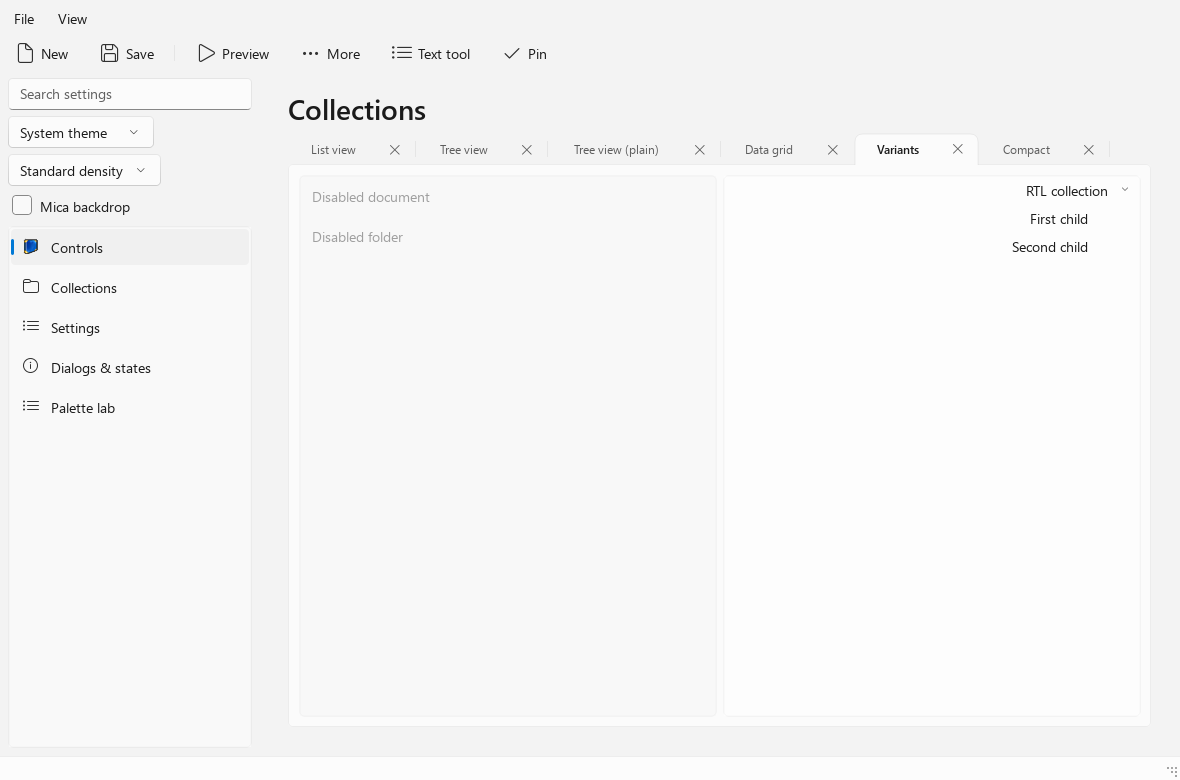 File View
New Save Preview More Text tool Pin
Search settings
System theme
Standard density
Mica backdrop
Controls
Collections
Settings
Dialogs & states
Palette lab
Collections
List view Tree view Tree view (plain) Data grid Variants Compact
Disabled document
Disabled folder
RTL collection
First child
Second child